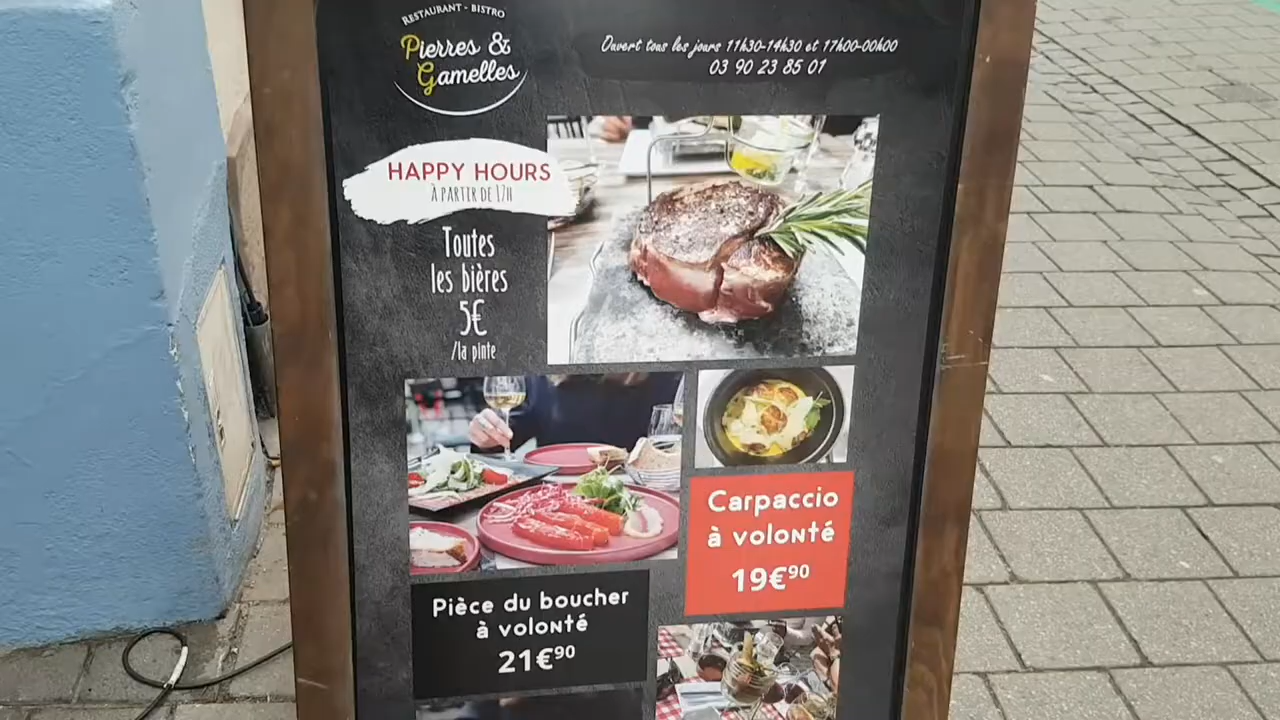 RESTAURANT - BISTRO
Pierres &
Gamelles
Ouvert tous les jours 11h30-14h30 et 17h00-00h00
03 90 23 85 01
HAPPY HOURS
À PARTIR DE 17H
Toutes
les bières
5€
/la pinte
Carpaccio
à volonté
19€90
Pièce du boucher
à volonté
21€90